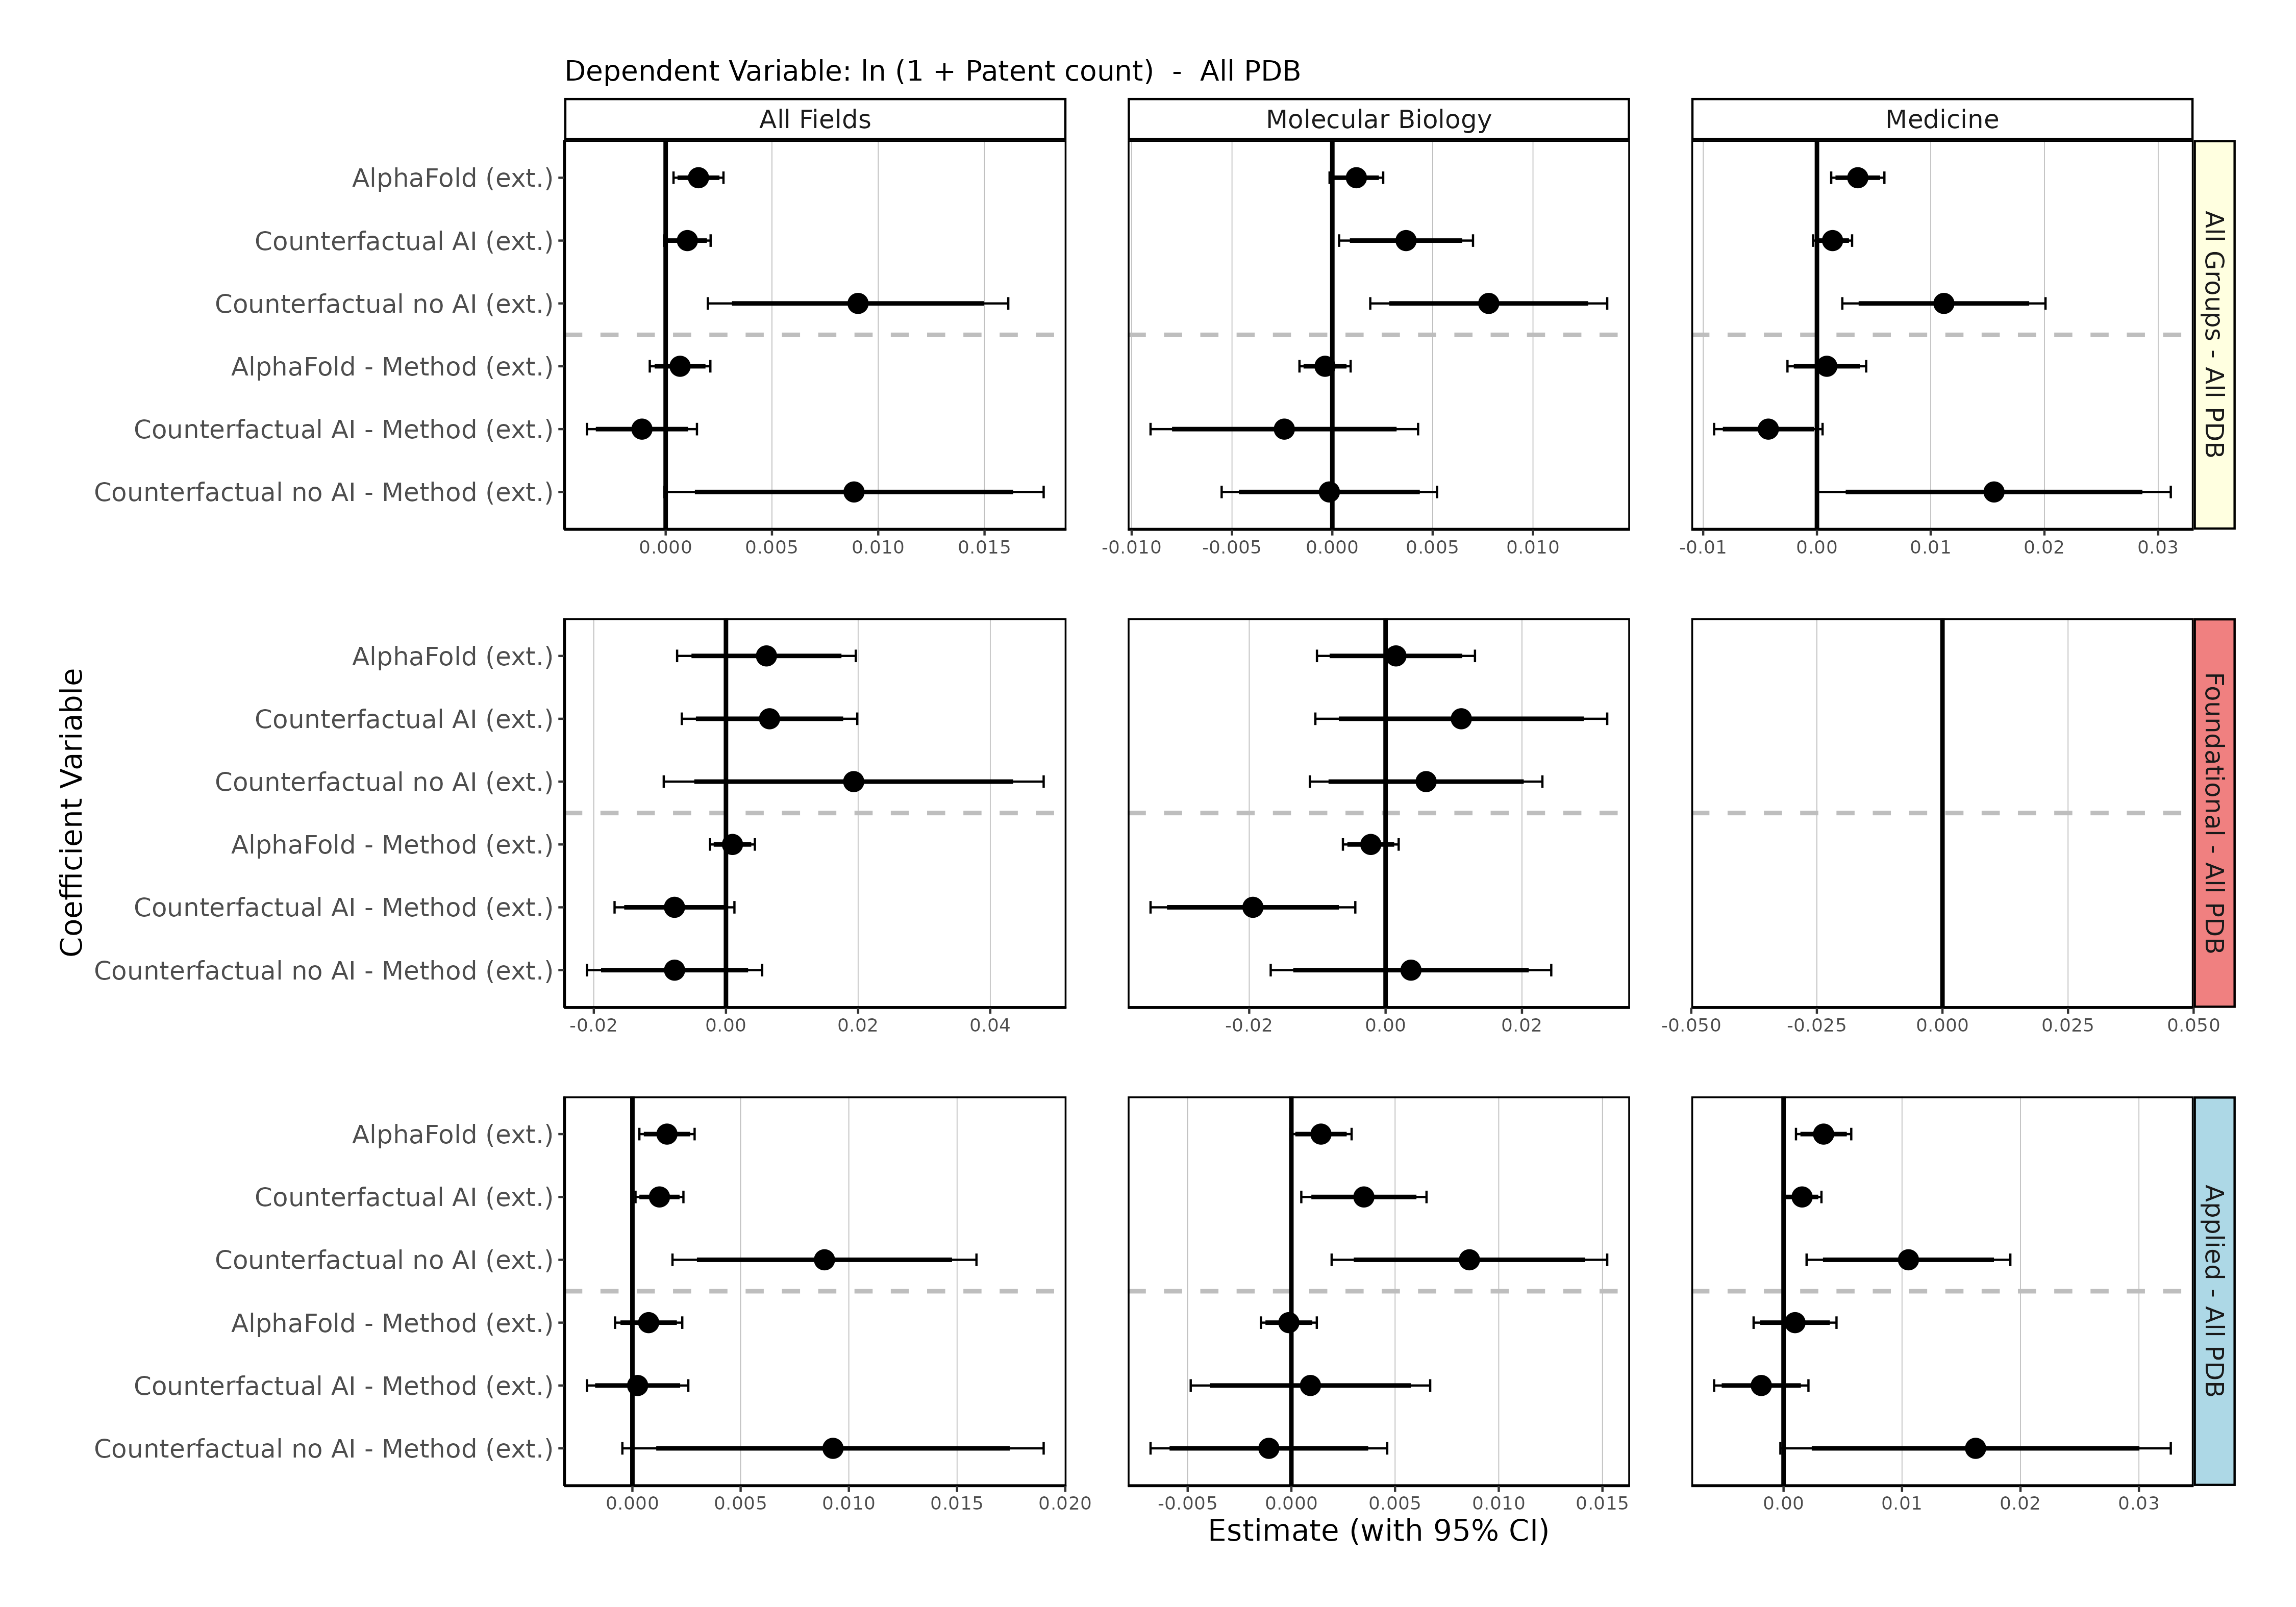 Dependent Variable: ln (1 + Patent count)  -  All PDB
All Fields
Molecular Biology
Medicine
AlphaFold (ext.)
Counterfactual AI (ext.)
Counterfactual no AI (ext.)
AlphaFold - Method (ext.)
Counterfactual AI - Method (ext.)
Counterfactual no AI - Method (ext.)
All Groups - All PDB
0.000 0.005 0.010 0.015
-0.010 -0.005 0.000 0.005 0.010
-0.01 0.00 0.01 0.02 0.03
Coefficient Variable
AlphaFold (ext.)
Counterfactual AI (ext.)
Counterfactual no AI (ext.)
AlphaFold - Method (ext.)
Counterfactual AI - Method (ext.)
Counterfactual no AI - Method (ext.)
Foundational - All PDB
-0.02 0.00 0.02 0.04
-0.02 0.00 0.02
-0.050 -0.025 0.000 0.025 0.050
AlphaFold (ext.)
Counterfactual AI (ext.)
Counterfactual no AI (ext.)
AlphaFold - Method (ext.)
Counterfactual AI - Method (ext.)
Counterfactual no AI - Method (ext.)
Applied - All PDB
0.000 0.005 0.010 0.015 0.020
-0.005 0.000 0.005 0.010 0.015
0.00 0.01 0.02 0.03
Estimate (with 95% CI)